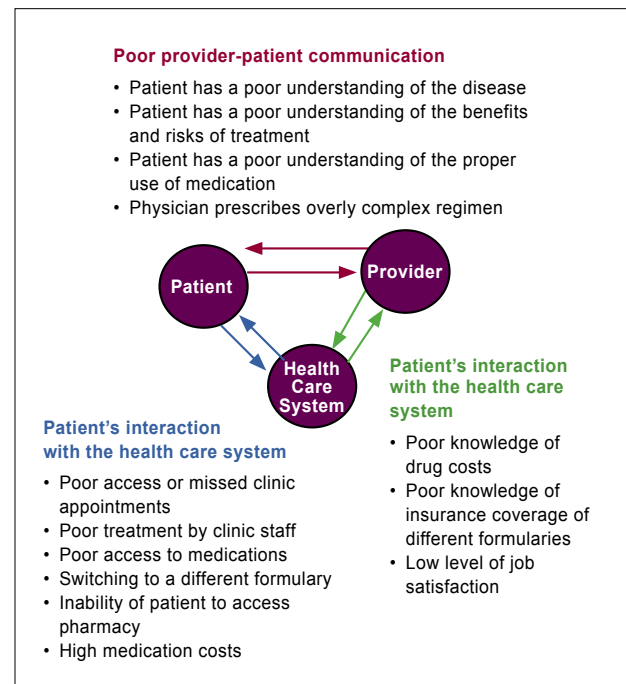 Poor provider-patient communication
• Patient has a poor understanding of the disease
• Patient has a poor understanding of the benefits
and risks of treatment
• Patient has a poor understanding of the proper
use of medication
• Physician prescribes overly complex regimen
Patient
Provider
Health
Care
System
Patient's interaction
with the health care system
• Poor access or missed clinic
appointments
• Poor treatment by clinic staff
• Poor access to medications
• Switching to a different formulary
• Inability of patient to access
pharmacy
• High medication costs
Patient's interaction
with the health care
system
• Poor knowledge of
drug costs
• Poor knowledge of
insurance coverage of
different formularies
• Low level of job
satisfaction